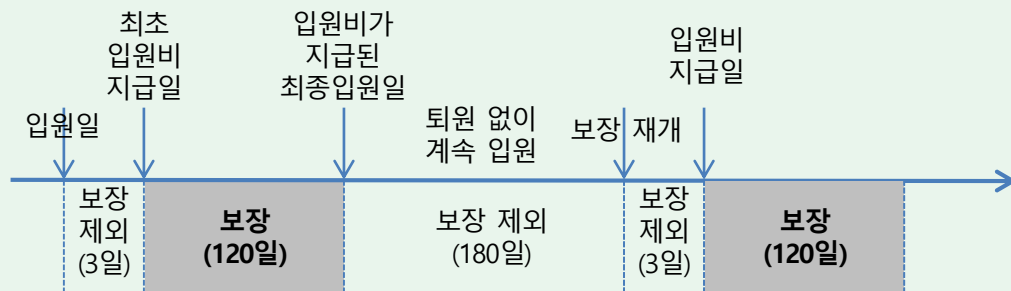 최초
입원비
지급일
입원비가
지급된
최종입원일
입원비
지급일
입원일
퇴원 없이
계속 입원
보장 재개
보장
제외
(3일)
보장
(120일)
보장 제외
(180일)
보장
제외
(3일)
보장
(120일)